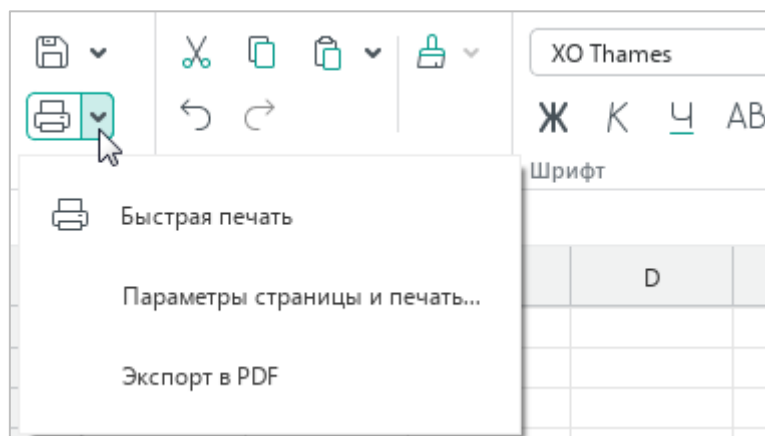 XO Thames
Ж К Ч АВ
Шрифт
Быстрая печать
Параметры страницы и печать...
Экспорт в PDF
D